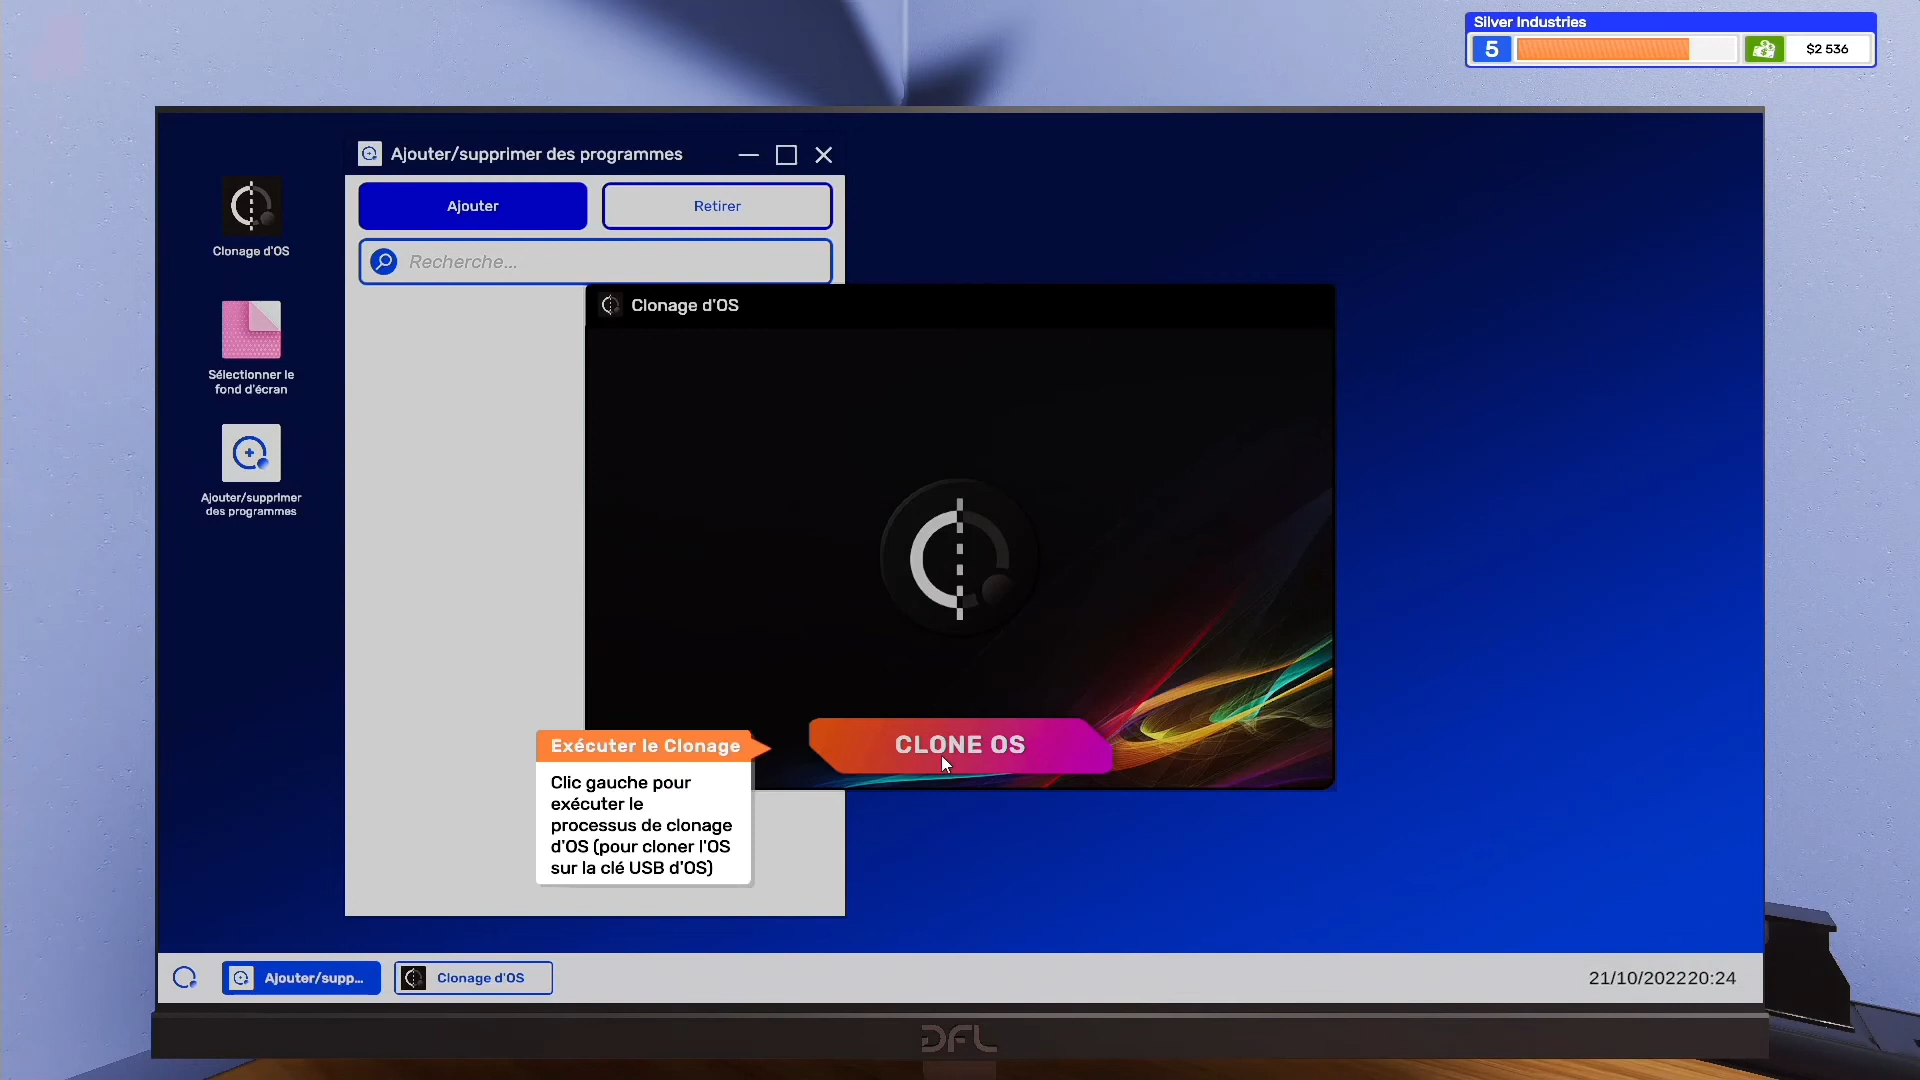 Silver Industries
5
$2 536
Ajouter/supprimer des programmes
Ajouter
Retirer
Recherche...
Clonage d'OS
Sélectionner le
fond d'écran
Ajouter/supprimer
des programmes
Clonage d'OS
CLONE OS
Exécuter le Clonage
Clic gauche pour
exécuter le
processus de clonage
d'OS (pour cloner l'OS
sur la clé USB d'OS)
Ajouter/supp...
Clonage d'OS
21/10/202220:24
DFL